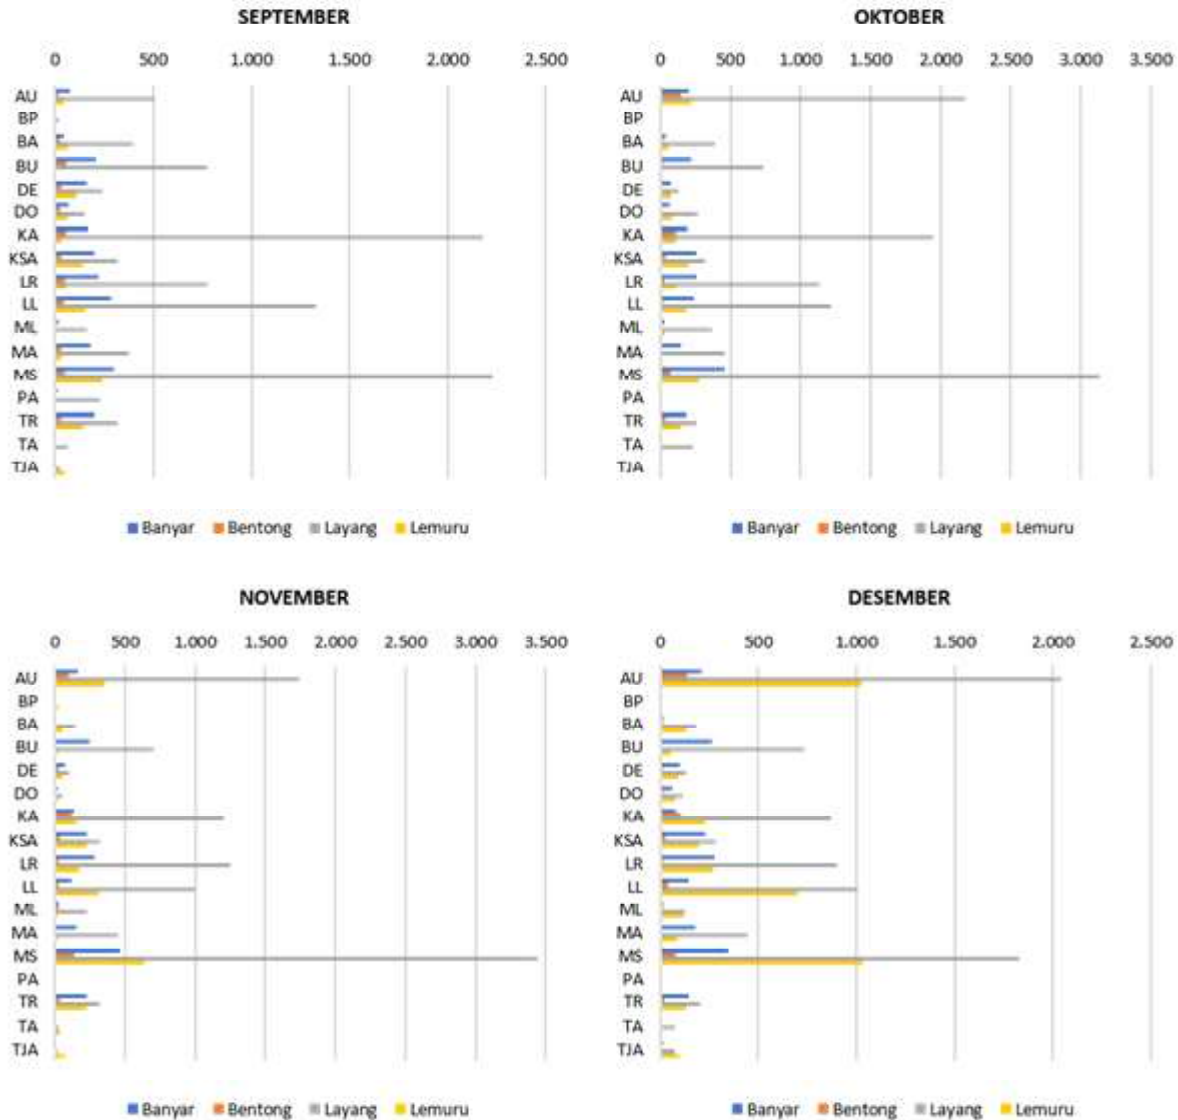 SEPTEMBER
0 500 1.000 1.500 2.000 2.500
AU
BP
BA
BU
DE
DO
KA
KSA
LR
LL
ML
MA
MS
PA
TR
TA
TJA
Banyar Bentong Layang Lemuru
OKTOBER
0 500 1.000 1.500 2.000 2.500 3.000 3.500
AU
BP
BA
BU
DE
DO
KA
KSA
LR
LL
ML
MA
MS
PA
TR
TA
TJA
Banyar Bentong Layang Lemuru
NOVEMBER
0 500 1.000 1.500 2.000 2.500 3.000 3.500
AU
BP
BA
BU
DE
DO
KA
KSA
LR
LL
ML
MA
MS
PA
TR
TA
TJA
Banyar Bentong Layang Lemuru
DESEMBER
0 500 1.000 1.500 2.000 2.500
AU
BP
BA
BU
DE
DO
KA
KSA
LR
LL
ML
MA
MS
PA
TR
TA
TJA
Banyar Bentong Layang Lemuru